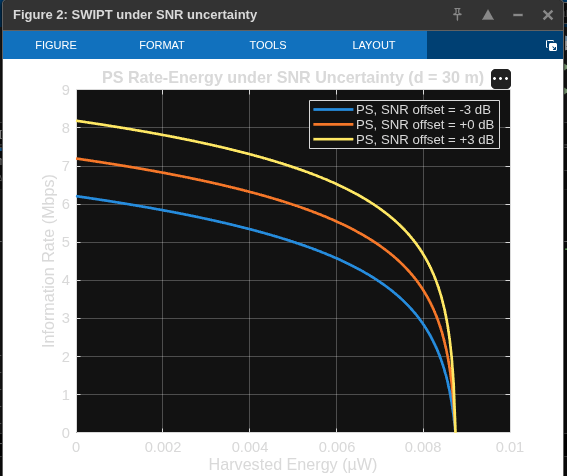 Figure 2: SWIPT under SNR uncertainty
FIGURE FORMAT TOOLS LAYOUT
PS Rate-Energy under SNR Uncertainty (d = 30 m)
PS, SNR offset = -3 dB
PS, SNR offset = +0 dB
PS, SNR offset = +3 dB
Information Rate (Mbps)
9
8
7
6
5
4
3
2
1
0
0 0.002 0.004 0.006 0.008 0.01
Harvested Energy (μW)